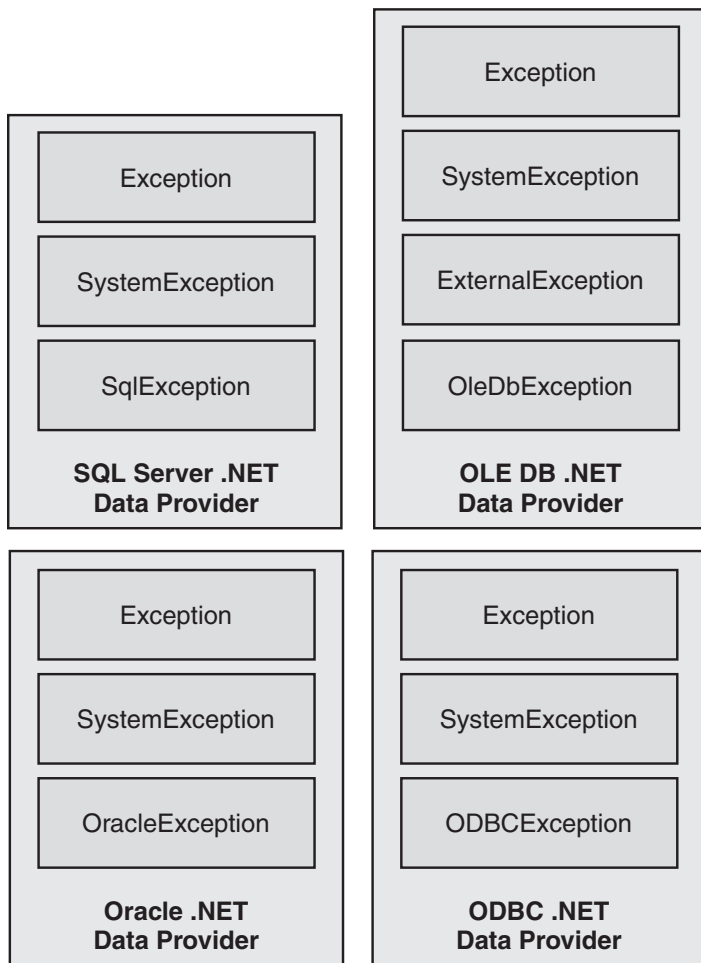 Exception
SystemException
SqlException
SQL Server .NET
Data Provider
Exception
SystemException
ExternalException
OleDbException
OLE DB .NET
Data Provider
Exception
SystemException
OracleException
Oracle .NET
Data Provider
Exception
SystemException
ODBCException
ODBC .NET
Data Provider